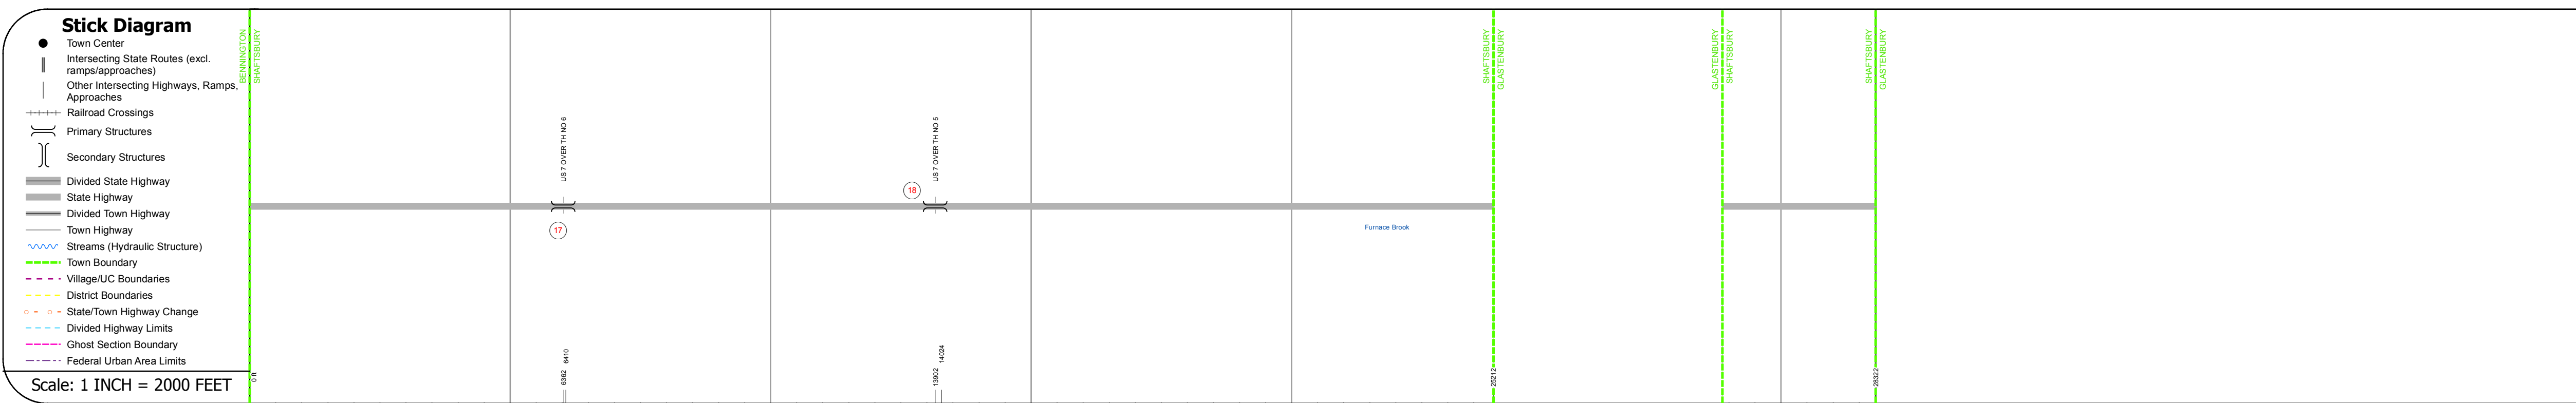 Stick Diagram
Town Center
Intersecting State Routes (excl.
ramps/approaches)
Other Intersecting Highways, Ramps,
Approaches
Railroad Crossings
Primary Structures
Secondary Structures
Divided State Highway
State Highway
Divided Town Highway
Town Highway
Streams (Hydraulic Structure)
Town Boundary
Village/UC Boundaries
District Boundaries
State/Town Highway Change
Divided Highway Limits
Ghost Section Boundary
Federal Urban Area Limits
Scale: 1 INCH = 2000 FEET
BENNINGTON
SHAFTSBURY
0 ft
US 7 OVER TH NO 6
17
6362
6410
US 7 OVER TH NO 5
18
13902
14024
Furnace Brook
SHAFTSBURY
GLASTENBURY
25212
GLASTENBURY
SHAFTSBURY
SHAFTSBURY
GLASTENBURY
28322